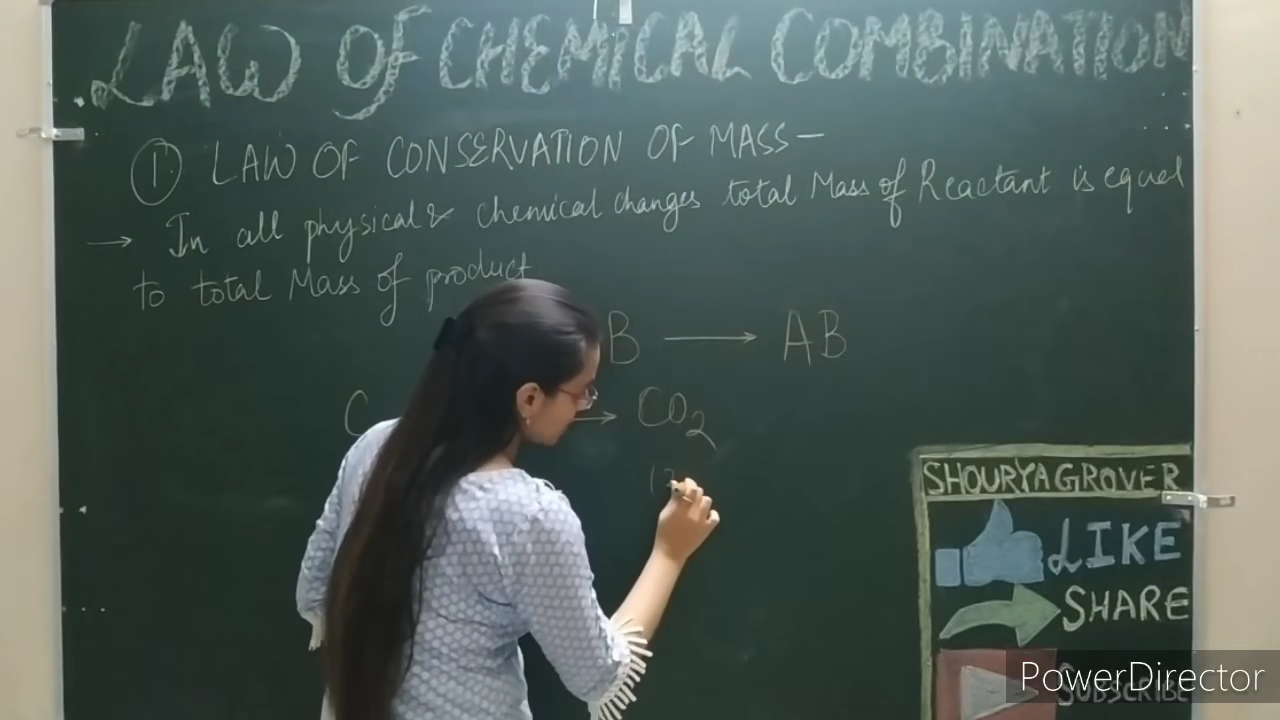 LAW OF CHEMICAL COMBINATION
① LAW OF CONSERVATION OF MASS —
→ In all physical & chemical changes total Mass of Reactant is equal
to total Mass of product
B → AB
C → CO2
SHOURYA GROVER
LIKE
SHARE
SUBSCRIBE
PowerDirector